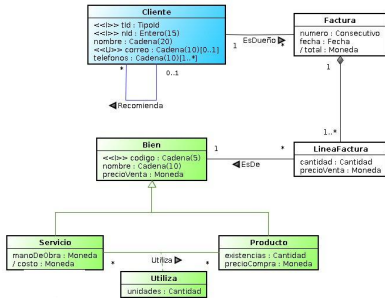 Cliente
<<I>> tId : TipoId
<<I>> nId : Entero(15)
nombre : Cadena(20)
<<U>> correo : Cadena(10)[0..1]
telefonos : Cadena(10)[1..*]
Factura
numero : Consecutivo
fecha : Fecha
/ total : Moneda
EsDueño
1
*
*
0..1
Recomienda
1
1..*
Bien
<<I>> codigo : Cadena(5)
nombre : Cadena(10)
precioVenta : Moneda
1
*
EsDe
LineaFactura
cantidad : Cantidad
precioVenta : Moneda
Servicio
manoDeObra : Moneda
/ costo : Moneda
*
Utiliza
*
Producto
existencias : Cantidad
precioCompra : Moneda
Utiliza
unidades : Cantidad